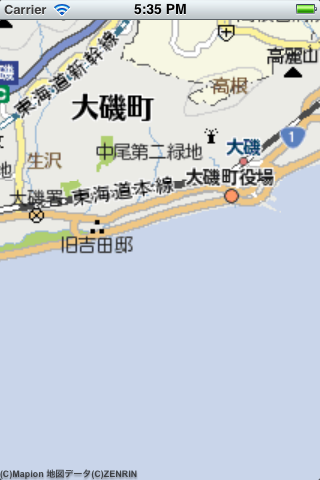 Carrier 5:35 PM
高麗山
磯
C
東海道新幹線
高根
大磯町
1
大磯
中尾第二緑地
生沢
地
大磯町役場
東海道本線
大磯署
旧吉田邸
(C)Mapion 地図データ(C)ZENRIN